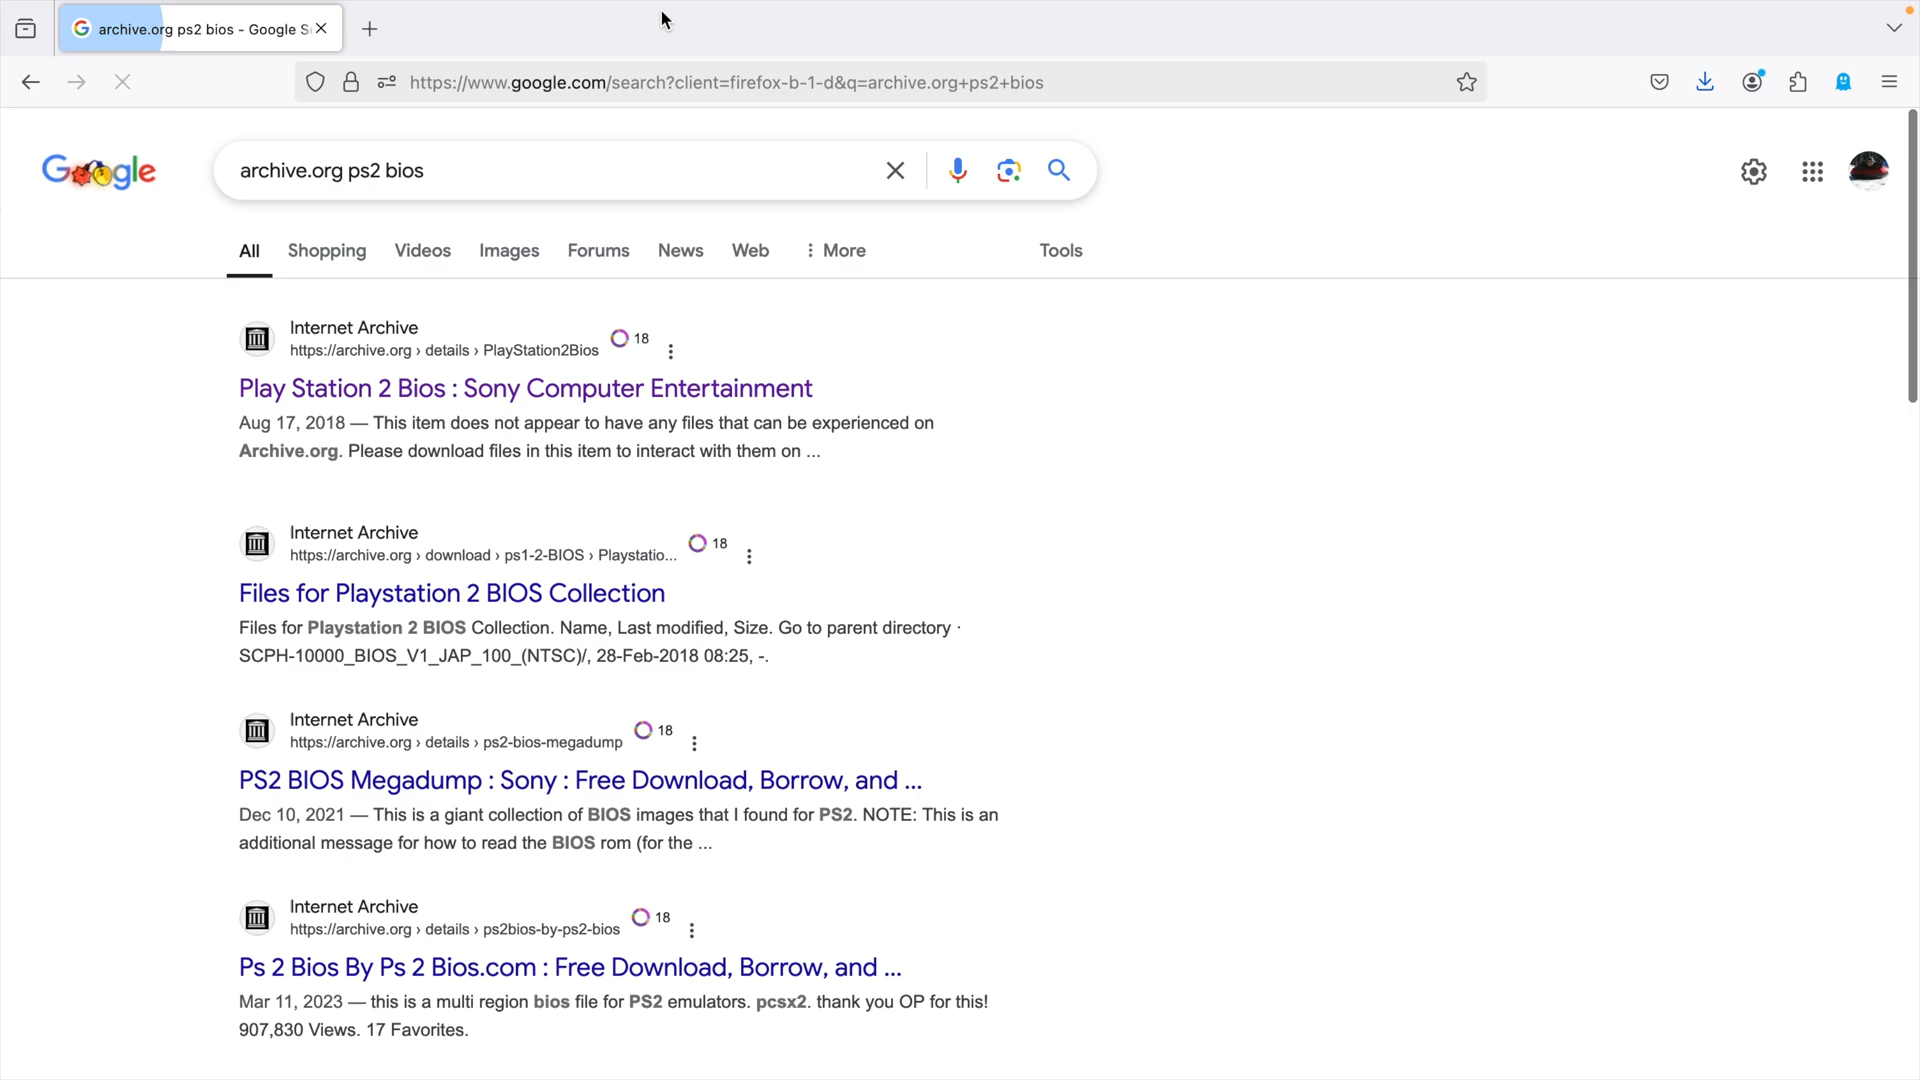 archive.org ps2 bios - Google S
https://www.google.com/search?client=firefox-b-1-d&q=archive.org+ps2+bios
Google
archive.org ps2 bios
All Shopping Videos Images Forums News Web More Tools
Internet Archive
18
https://archive.org › details › PlayStation2Bios
Play Station 2 Bios : Sony Computer Entertainment
Aug 17, 2018 — This item does not appear to have any files that can be experienced on
Archive.org. Please download files in this item to interact with them on ...
Internet Archive
18
https://archive.org › download › ps1-2-BIOS › Playstatio...
Files for Playstation 2 BIOS Collection
Files for Playstation 2 BIOS Collection. Name, Last modified, Size. Go to parent directory ·
SCPH-10000_BIOS_V1_JAP_100_(NTSC)/, 28-Feb-2018 08:25, -.
Internet Archive
18
https://archive.org › details › ps2-bios-megadump
PS2 BIOS Megadump : Sony : Free Download, Borrow, and ...
Dec 10, 2021 — This is a giant collection of BIOS images that I found for PS2. NOTE: This is an
additional message for how to read the BIOS rom (for the ...
Internet Archive
18
https://archive.org › details › ps2bios-by-ps2-bios
Ps 2 Bios By Ps 2 Bios.com : Free Download, Borrow, and ...
Mar 11, 2023 — this is a multi region bios file for PS2 emulators. pcsx2. thank you OP for this!
907,830 Views. 17 Favorites.